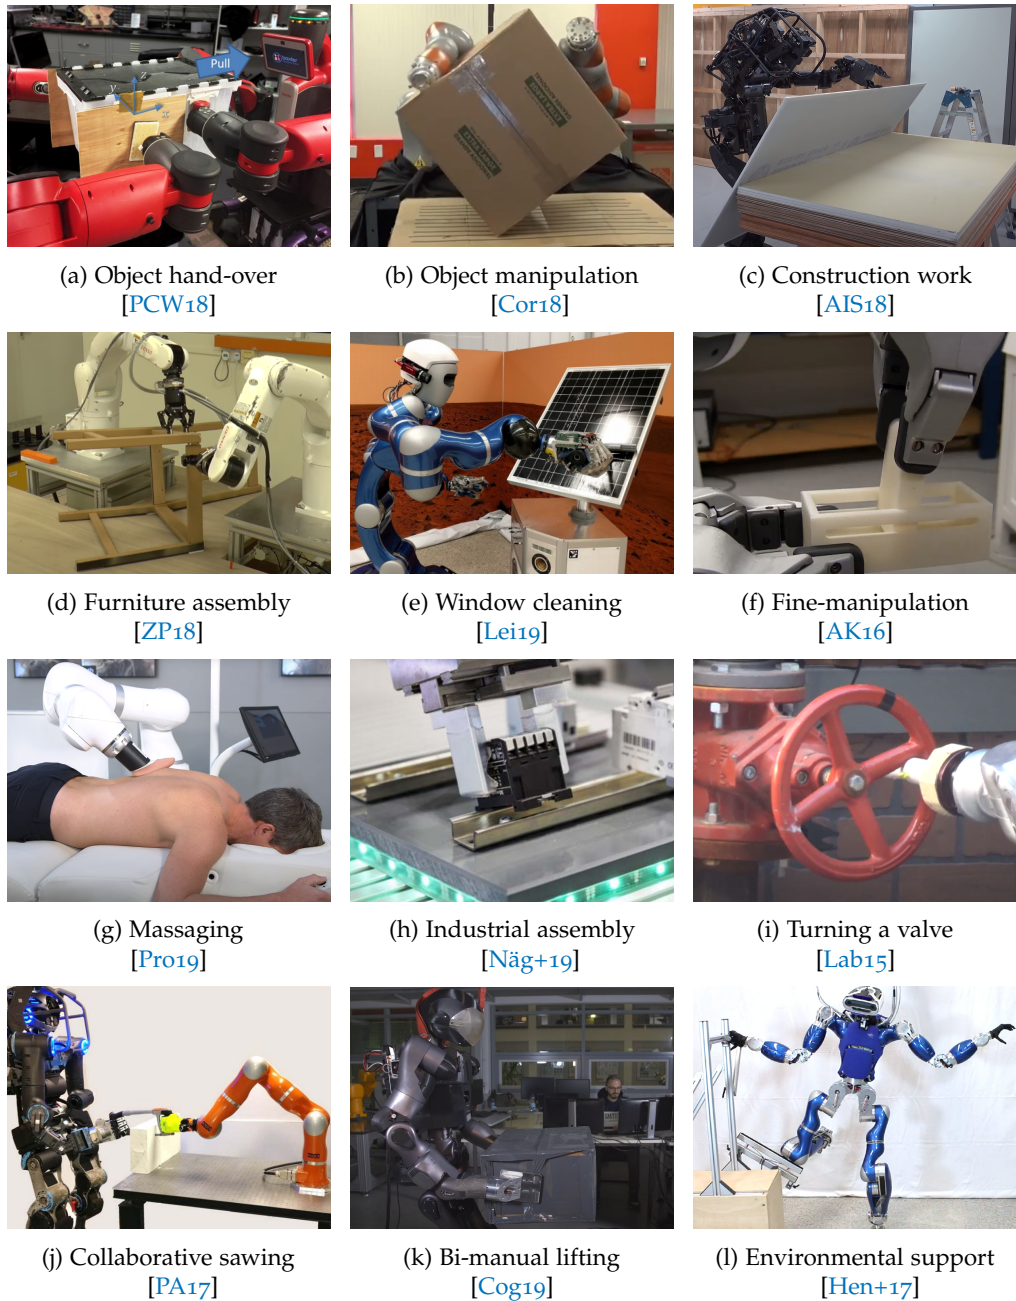 Pull
(a) Object hand-over
[PCW18]
(b) Object manipulation
[Cor18]
(c) Construction work
[AIS18]
(d) Furniture assembly
[ZP18]
(e) Window cleaning
[Lei19]
(f) Fine-manipulation
[AK16]
(g) Massaging
[Pro19]
(h) Industrial assembly
[Näg+19]
(i) Turning a valve
[Lab15]
(j) Collaborative sawing
[PA17]
(k) Bi-manual lifting
[Cog19]
(l) Environmental support
[Hen+17]